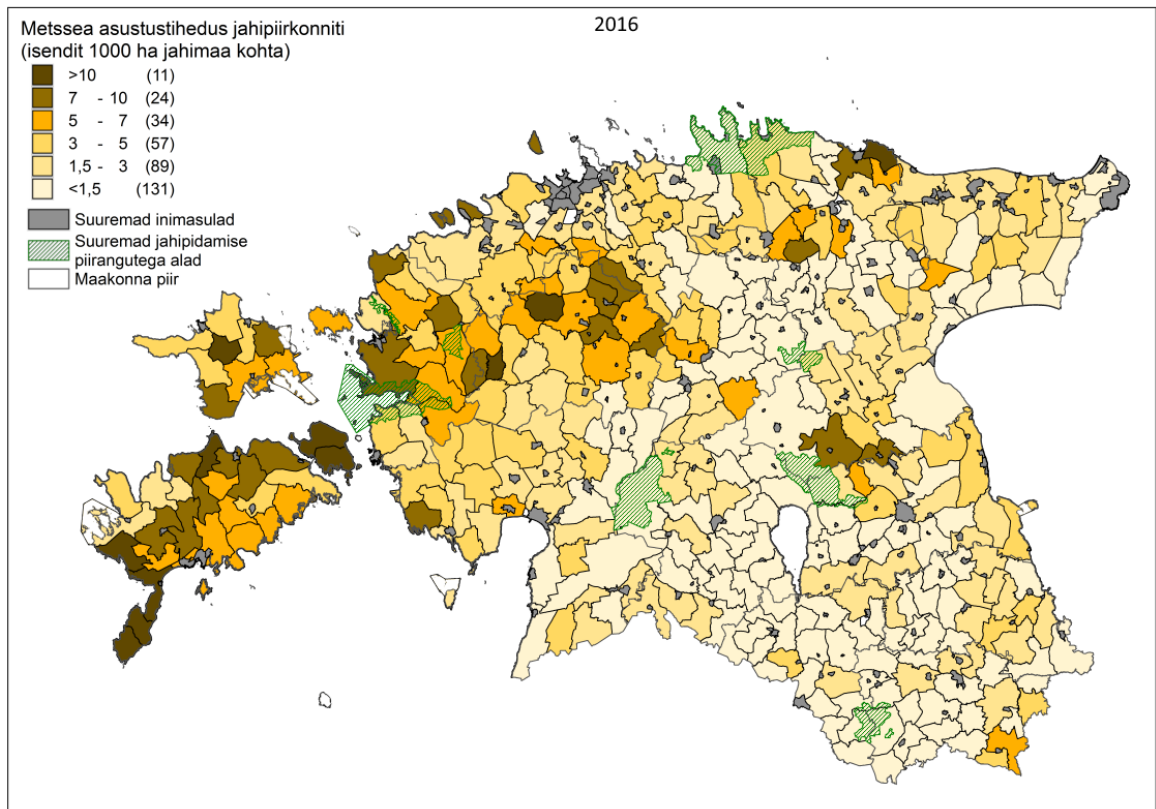 2016
Metssea asustustihedus jahipiirkonniti
(isendit 1000 ha jahimaa kohta)
>10 (11)
7 - 10 (24)
5 - 7 (34)
3 - 5 (57)
1,5 - 3 (89)
<1,5 (131)
Suuremad inimasulad
Suuremad jahipidamise
piirangutega alad
Maakonna piir